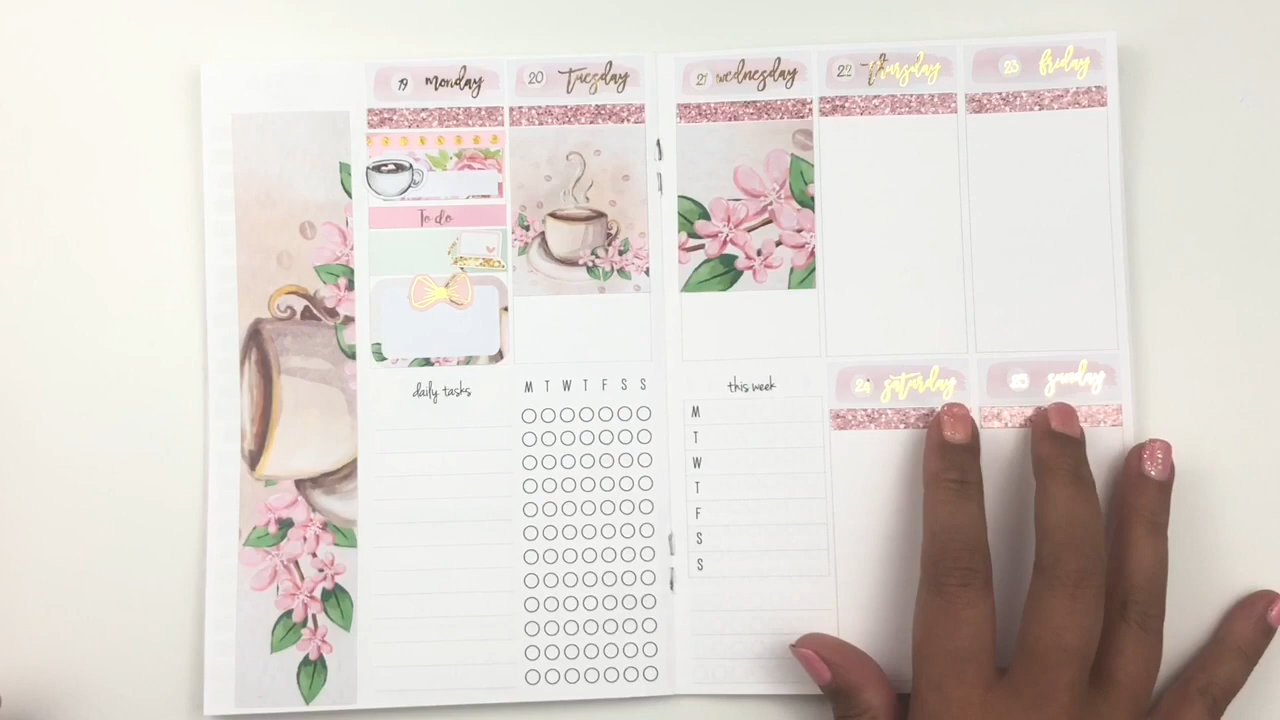 19 monday
20 Tuesday
21 wednesday
22 Thursday
23 friday
To do
daily tasks
M T W T F S S
this week
M
T
W
T
F
S
S
24 saturday
25 sunday